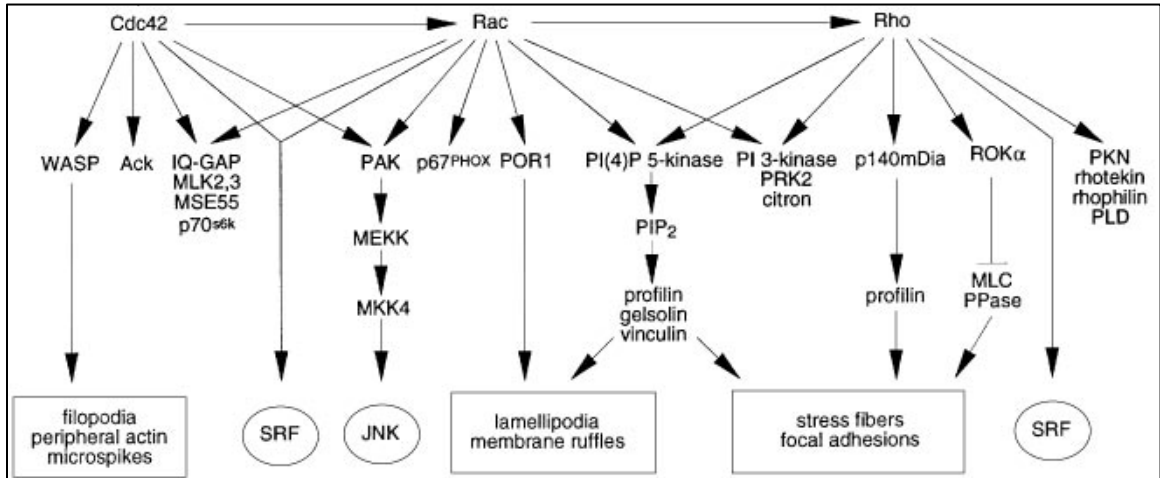 Cdc42 Rac Rho
WASP Ack IQ-GAP PAK p67PHOX POR1 PI(4)P 5-kinase PI 3-kinase p140mDia ROKα PKN
MLK2,3 PRK2 rhotekin
MSE55 citron rhophilin
p70s6k PLD
MEKK PIP2
MKK4 profilin profilin MLC
gelsolin PPase
vinculin
filopodia
peripheral actin
microspikes
SRF
JNK
lamellipodia
membrane ruffles
stress fibers
focal adhesions
SRF